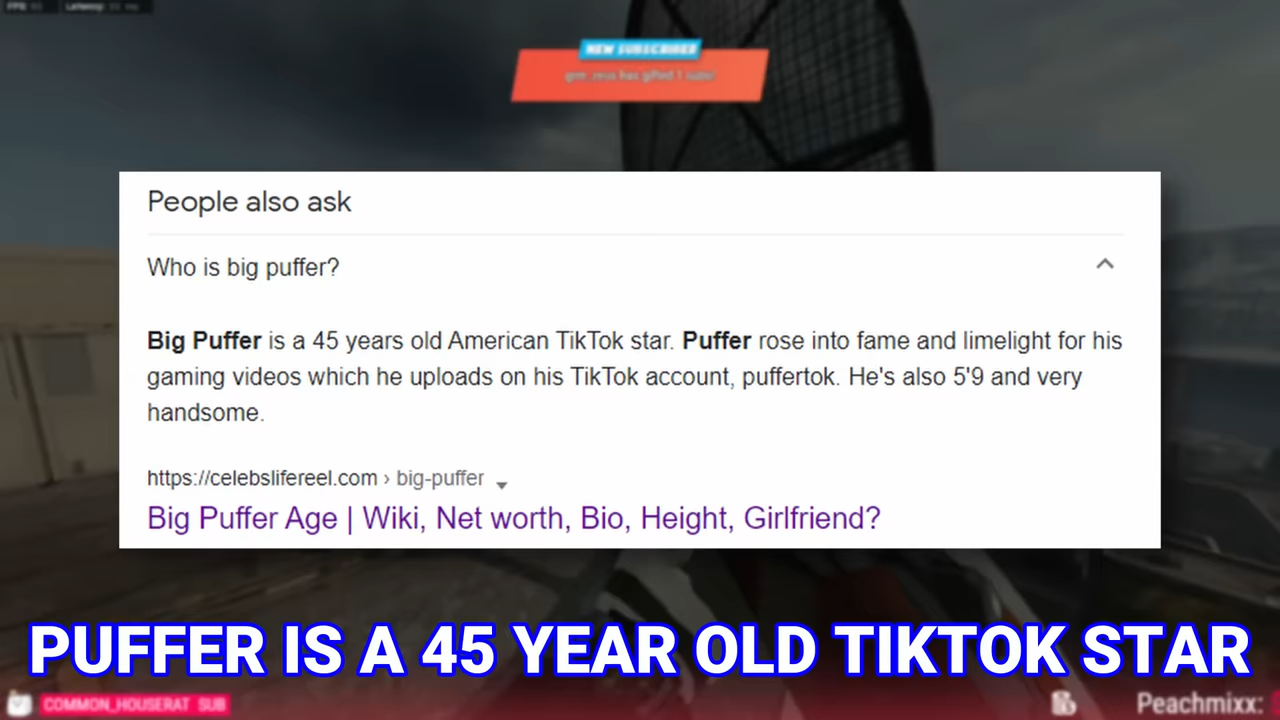 NEW SUBSCRIBER
People also ask
Who is big puffer?
Big Puffer is a 45 years old American TikTok star. Puffer rose into fame and limelight for his
gaming videos which he uploads on his TikTok account, puffertok. He's also 5'9 and very
handsome.
https://celebslifereel.com › big-puffer
Big Puffer Age | Wiki, Net worth, Bio, Height, Girlfriend?
PUFFER IS A 45 YEAR OLD TIKTOK STAR
COMMON_HOUSERAT SUB
Peachmixx: